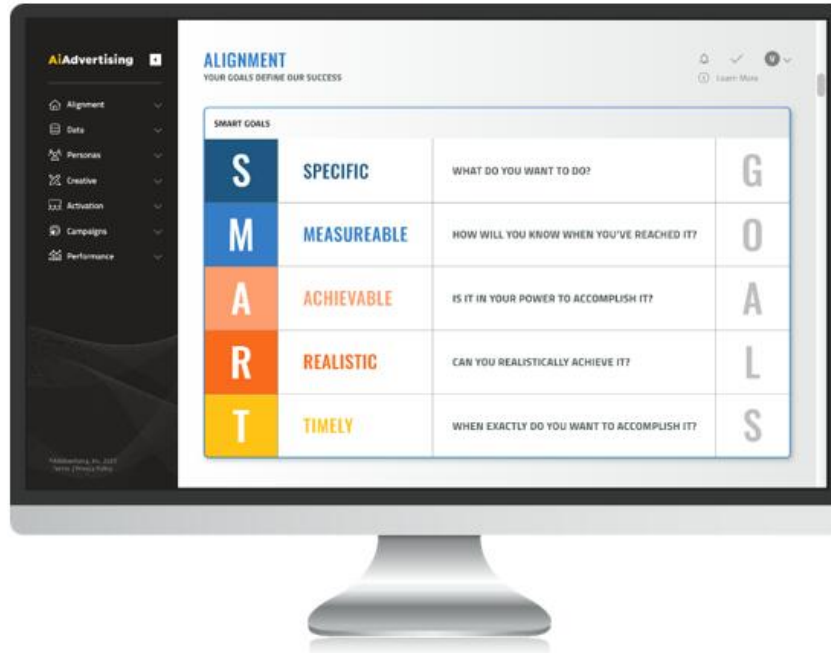 AiAdvertising
Alignment
Data
Personas
Creative
Activation
Campaigns
Performance
Terms | Privacy Policy
ALIGNMENT
YOUR GOALS DEFINE OUR SUCCESS
Learn More
SMART GOALS
S SPECIFIC WHAT DO YOU WANT TO DO? G
M MEASUREABLE HOW WILL YOU KNOW WHEN YOU'VE REACHED IT? O
A ACHIEVABLE IS IT IN YOUR POWER TO ACCOMPLISH IT? A
R REALISTIC CAN YOU REALISTICALLY ACHIEVE IT? L
T TIMELY WHEN EXACTLY DO YOU WANT TO ACCOMPLISH IT? S